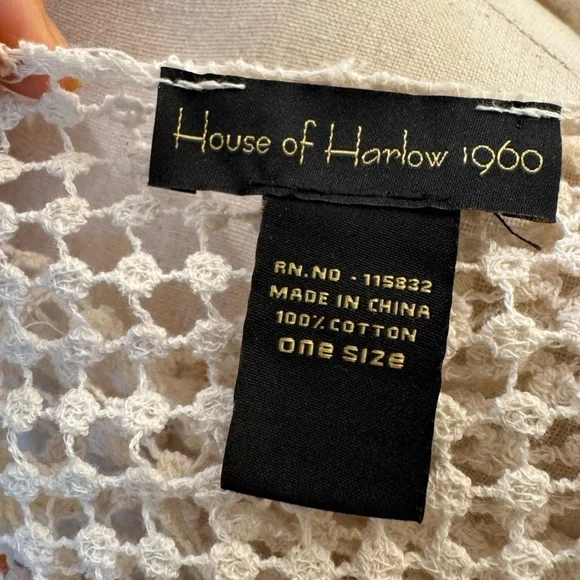 House of Harlow 1960
RN.NO - 115832
MADE IN CHINA
100% COTTON
ONE SIZE